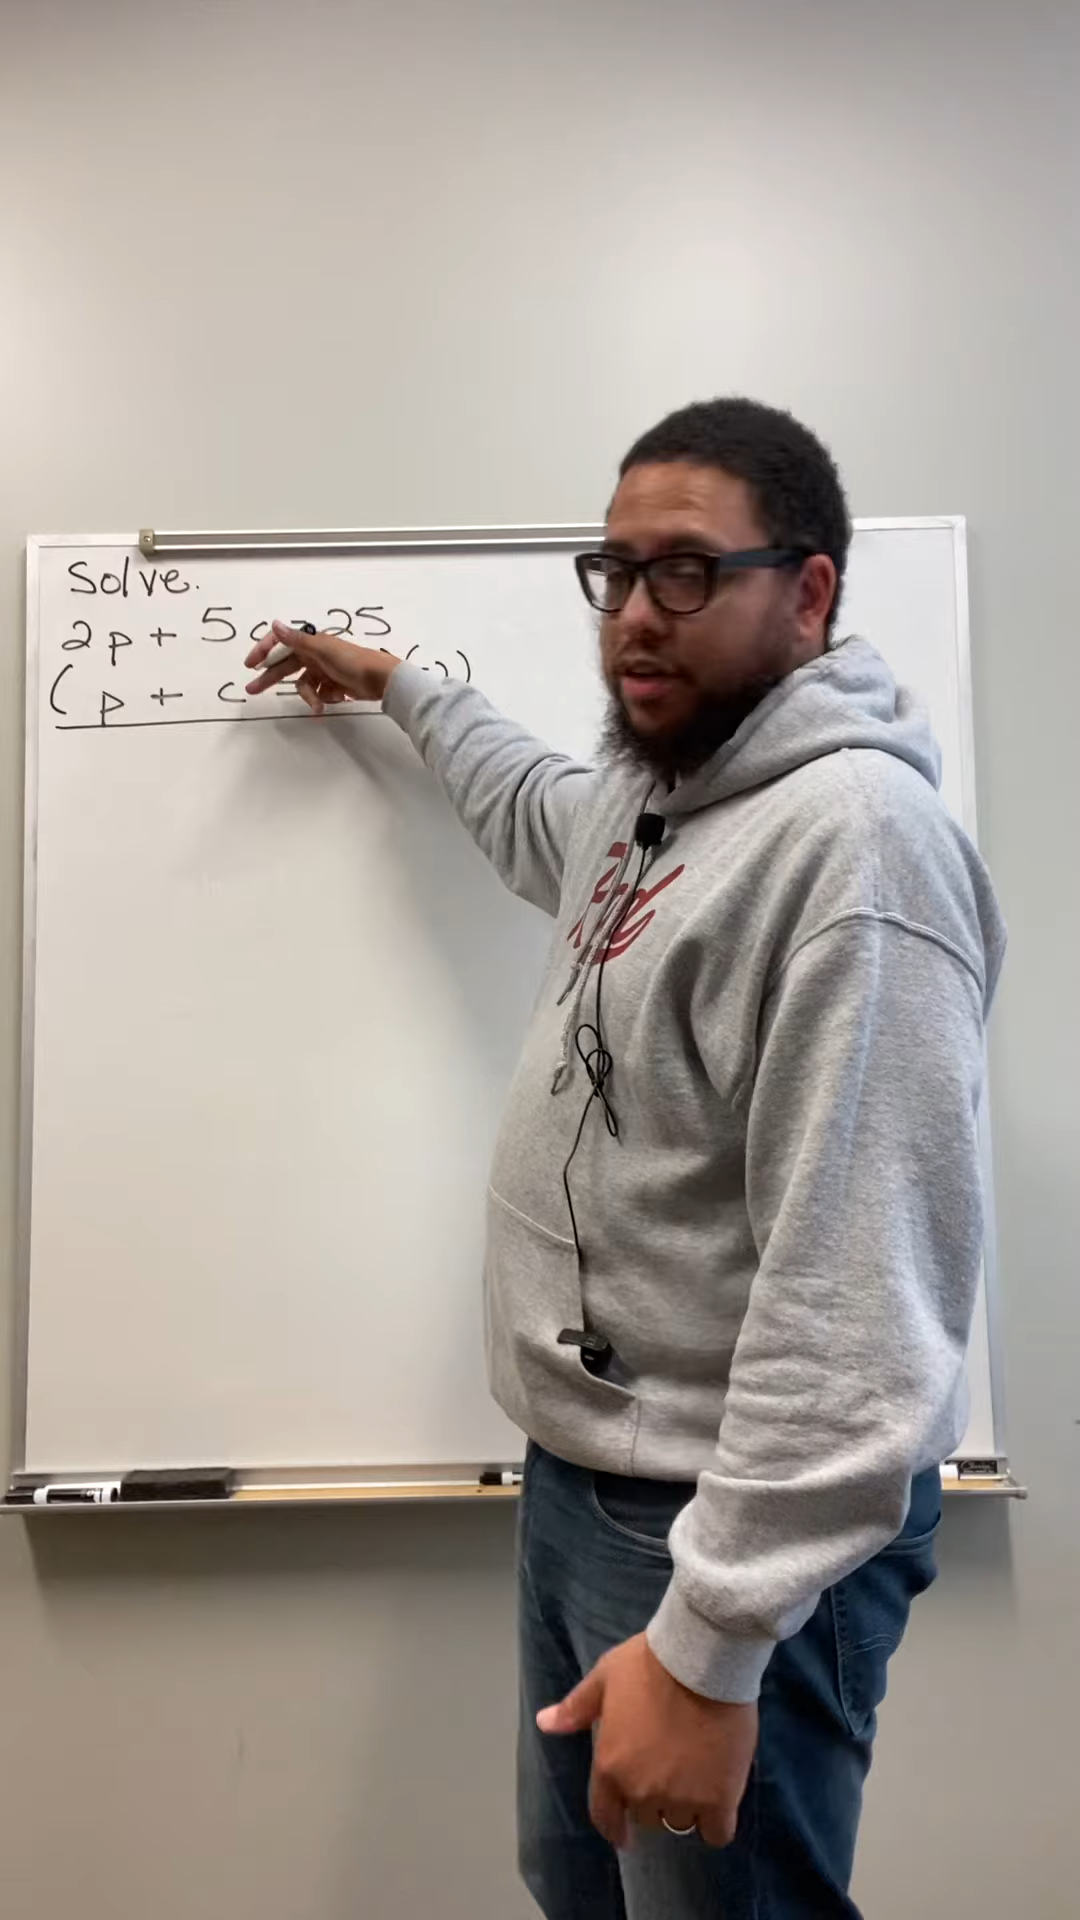 Solve.
2p + 5c = 25
(p + c =